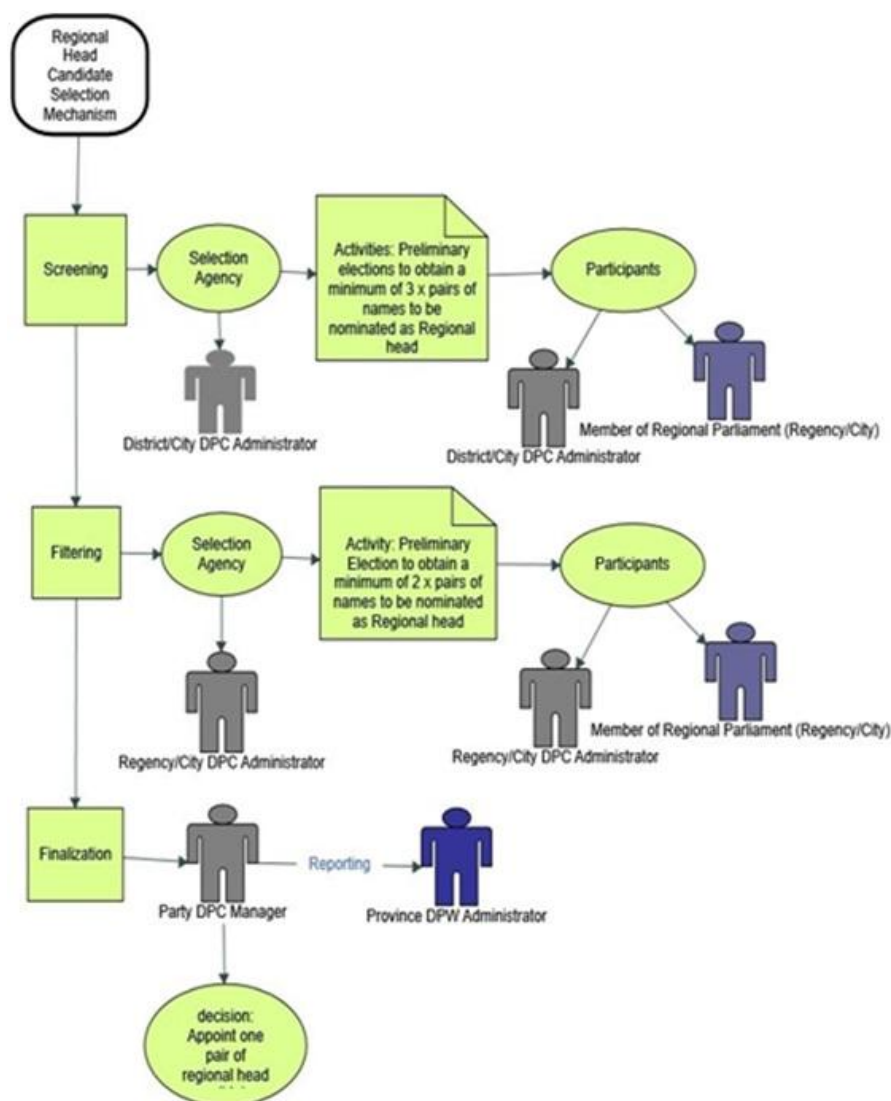 Regional
Head
Candidate
Selection
Mechanism
Screening
Selection
Agency
Activities: Preliminary
elections to obtain a
minimum of 3 x pairs of
names to be
nominated as Regional
head
Participants
District/City DPC Administrator
Member of Regional Parliament (Regency/City)
District/City DPC Administrator
Filtering
Selection
Agency
Activity: Preliminary
Election to obtain a
minimum of 2 x pairs of
names to be nominated
as Regional head
Participants
Regency/City DPC Administrator
Member of Regional Parliament (Regency/City)
Regency/City DPC Administrator
Finalization
Reporting
Party DPC Manager
Province DPW Administrator
decision:
Appoint one
pair of
regional head